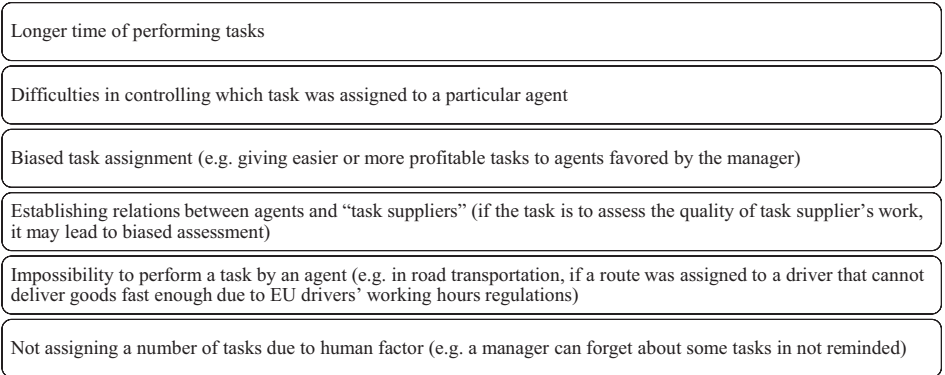 Longer time of performing tasks
Difficulties in controlling which task was assigned to a particular agent
Biased task assignment (e.g. giving easier or more profitable tasks to agents favored by the manager)
Establishing relations between agents and “task suppliers” (if the task is to assess the quality of task supplier’s work,
it may lead to biased assessment)
Impossibility to perform a task by an agent (e.g. in road transportation, if a route was assigned to a driver that cannot
deliver goods fast enough due to EU drivers’ working hours regulations)
Not assigning a number of tasks due to human factor (e.g. a manager can forget about some tasks in not reminded)